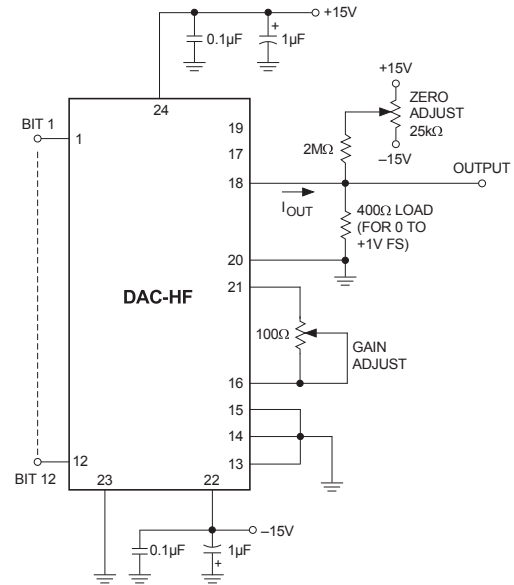 +15V
0.1µF
+
1µF
24
+15V
ZERO
ADJUST
25kΩ
–15V
BIT 1
1
19
17
2MΩ
18
OUTPUT
IOUT
400Ω LOAD
(FOR 0 TO
+1V FS)
20
DAC-HF
21
100Ω
GAIN
ADJUST
16
15
14
13
12
BIT 12
23
22
–15V
0.1µF
1µF
+